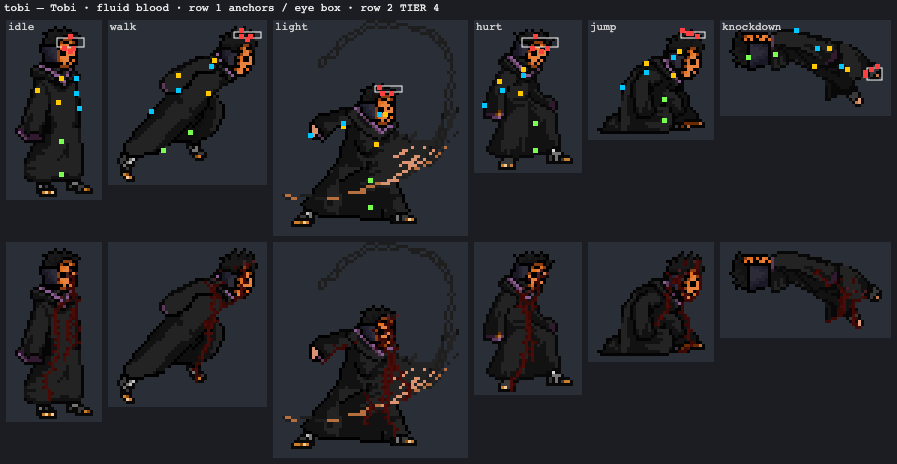 tobi — Tobi · fluid blood · row 1 anchors / eye box · row 2 TIER 4
idle walk light hurt jump knockdown